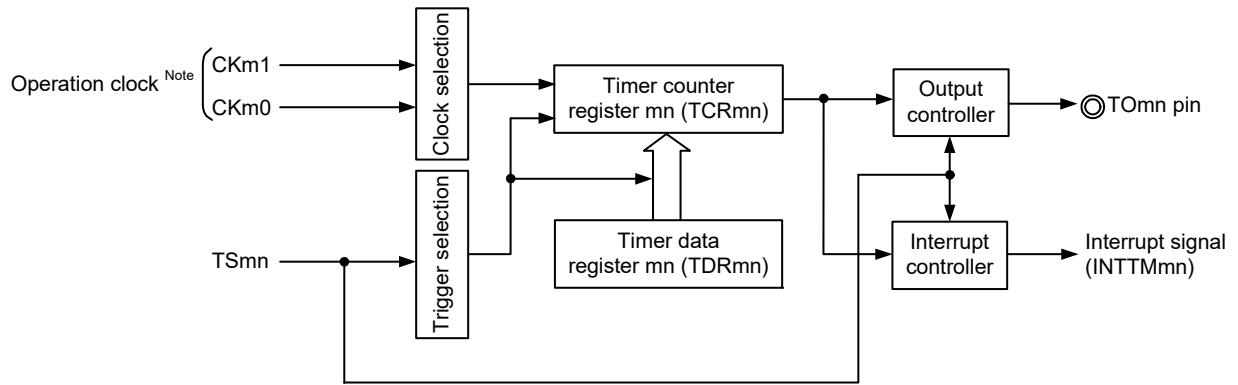 Operation clock Note
CKm1
CKm0
Clock selection
Timer counter
register mn (TCRmn)
Output
controller
TOmn pin
TSmn
Trigger selection
Timer data
register mn (TDRmn)
Interrupt
controller
Interrupt signal
(INTTMmn)